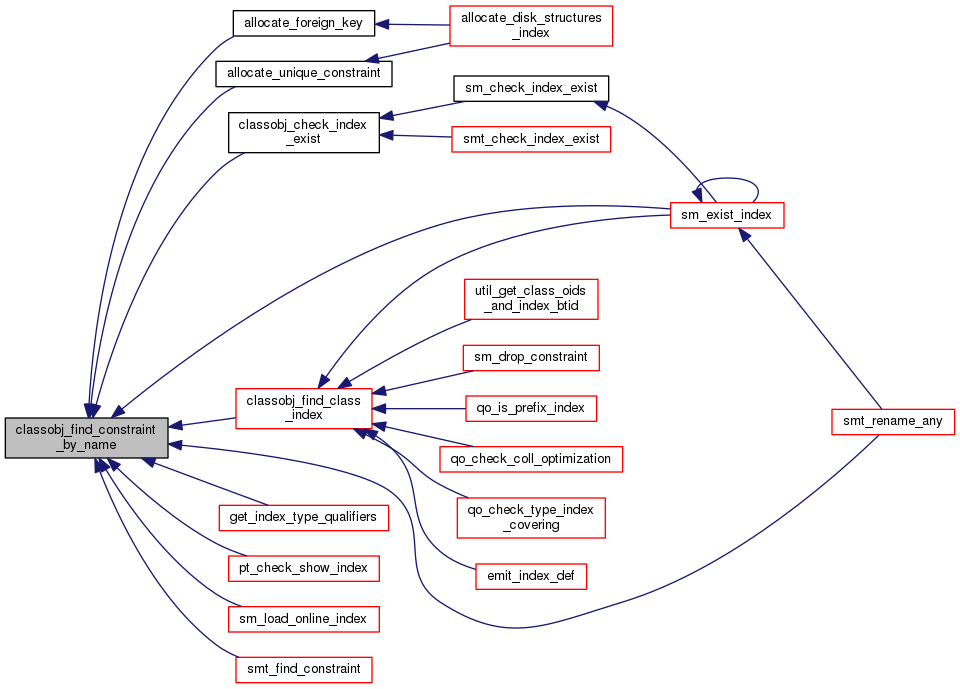 allocate_foreign_key
allocate_disk_structures
_index
allocate_unique_constraint
sm_check_index_exist
classobj_check_index
_exist
smt_check_index_exist
sm_exist_index
util_get_class_oids
_and_index_btid
sm_drop_constraint
classobj_find_class
_index
qo_is_prefix_index
smt_rename_any
classobj_find_constraint
_by_name
qo_check_coll_optimization
qo_check_type_index
_covering
get_index_type_qualifiers
pt_check_show_index
emit_index_def
sm_load_online_index
smt_find_constraint